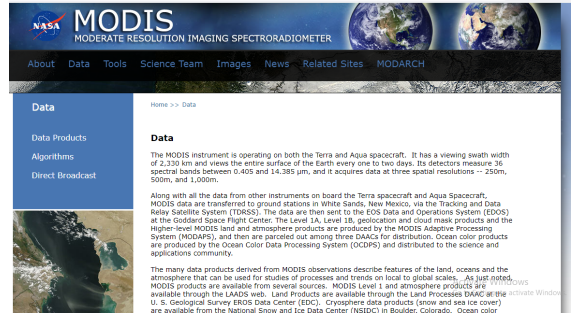 NASA
MODIS
MODERATE RESOLUTION IMAGING SPECTRORADIOMETER
About Data Tools Science Team Images News Related Sites MODARCH
Data
Data Products
Algorithms
Direct Broadcast
Home >> Data
Data
The MODIS instrument is operating on both the Terra and Aqua spacecraft. It has a viewing swath width
of 2,330 km and views the entire surface of the Earth every one to two days. Its detectors measure 36
spectral bands between 0.405 and 14.385 µm, and it acquires data at three spatial resolutions -- 250m,
500m, and 1,000m.
Along with all the data from other instruments on board the Terra spacecraft and Aqua Spacecraft,
MODIS data are transferred to ground stations in White Sands, New Mexico, via the Tracking and Data
Relay Satellite System (TDRSS). The data are then sent to the EOS Data and Operations System (EDOS)
at the Goddard Space Flight Center. The Level 1A, Level 1B, geolocation and cloud mask products and the
Higher-level MODIS land and atmosphere products are produced by the MODIS Adaptive Processing
System (MODAPS), and then are parceled out among three DAACs for distribution. Ocean color products
are produced by the Ocean Color Data Processing System (OCDPS) and distributed to the science and
applications community.
The many data products derived from MODIS observations describe features of the land, oceans and the
atmosphere that can be used for studies of processes and trends on local to global scales. As just noted,
MODIS products are available from several sources. MODIS Level 1 and atmosphere products are
available through the LAADS web. Land Products are available through the Land Processes DAAC at the
U. S. Geological Survey EROS Data Center (EDC). Cryosphere data products (snow and sea ice cover)
are available from the National Snow and Ice Data Center (NSIDC) in Boulder, Colorado. Ocean color
Windows
activate Window